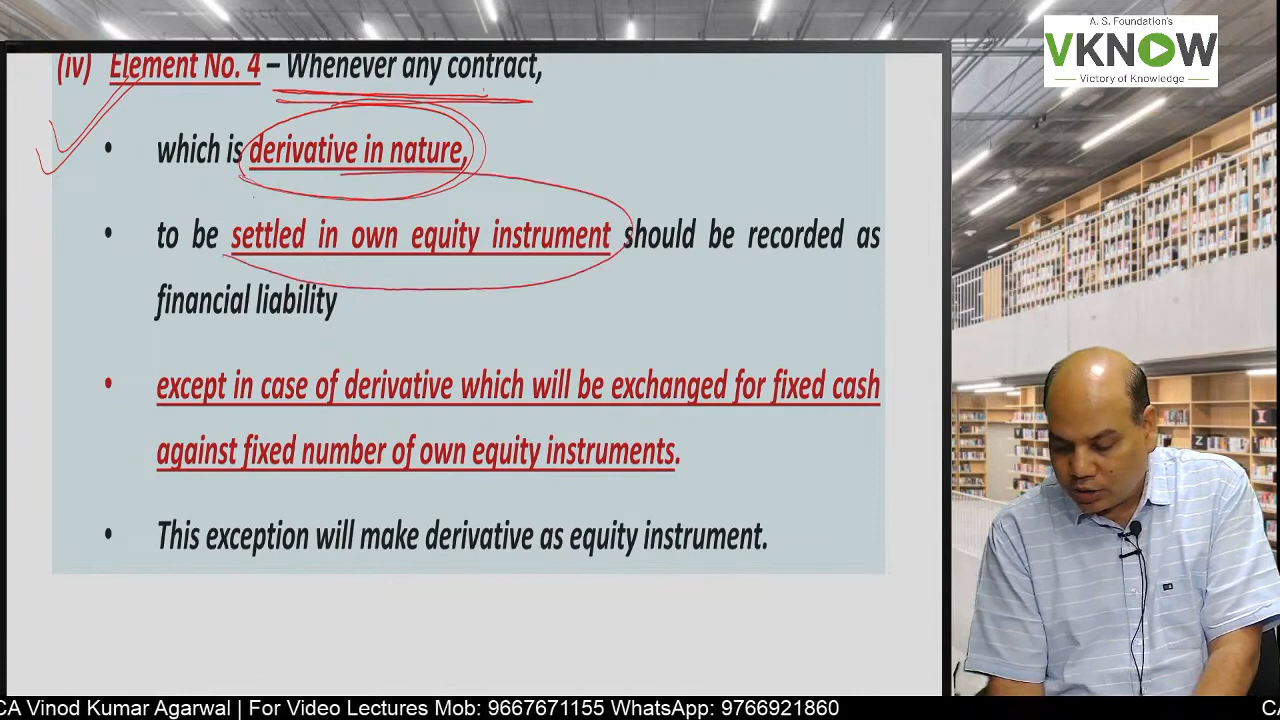 A. S. Foundation's
VKNOW
Victory of Knowledge
(iv) Element No. 4 – Whenever any contract,
• which is derivative in nature,
• to be settled in own equity instrument should be recorded as
financial liability
• except in case of derivative which will be exchanged for fixed cash
against fixed number of own equity instruments.
• This exception will make derivative as equity instrument.
CA Vinod Kumar Agarwal | For Video Lectures Mob: 9667671155 WhatsApp: 9766921860
CA